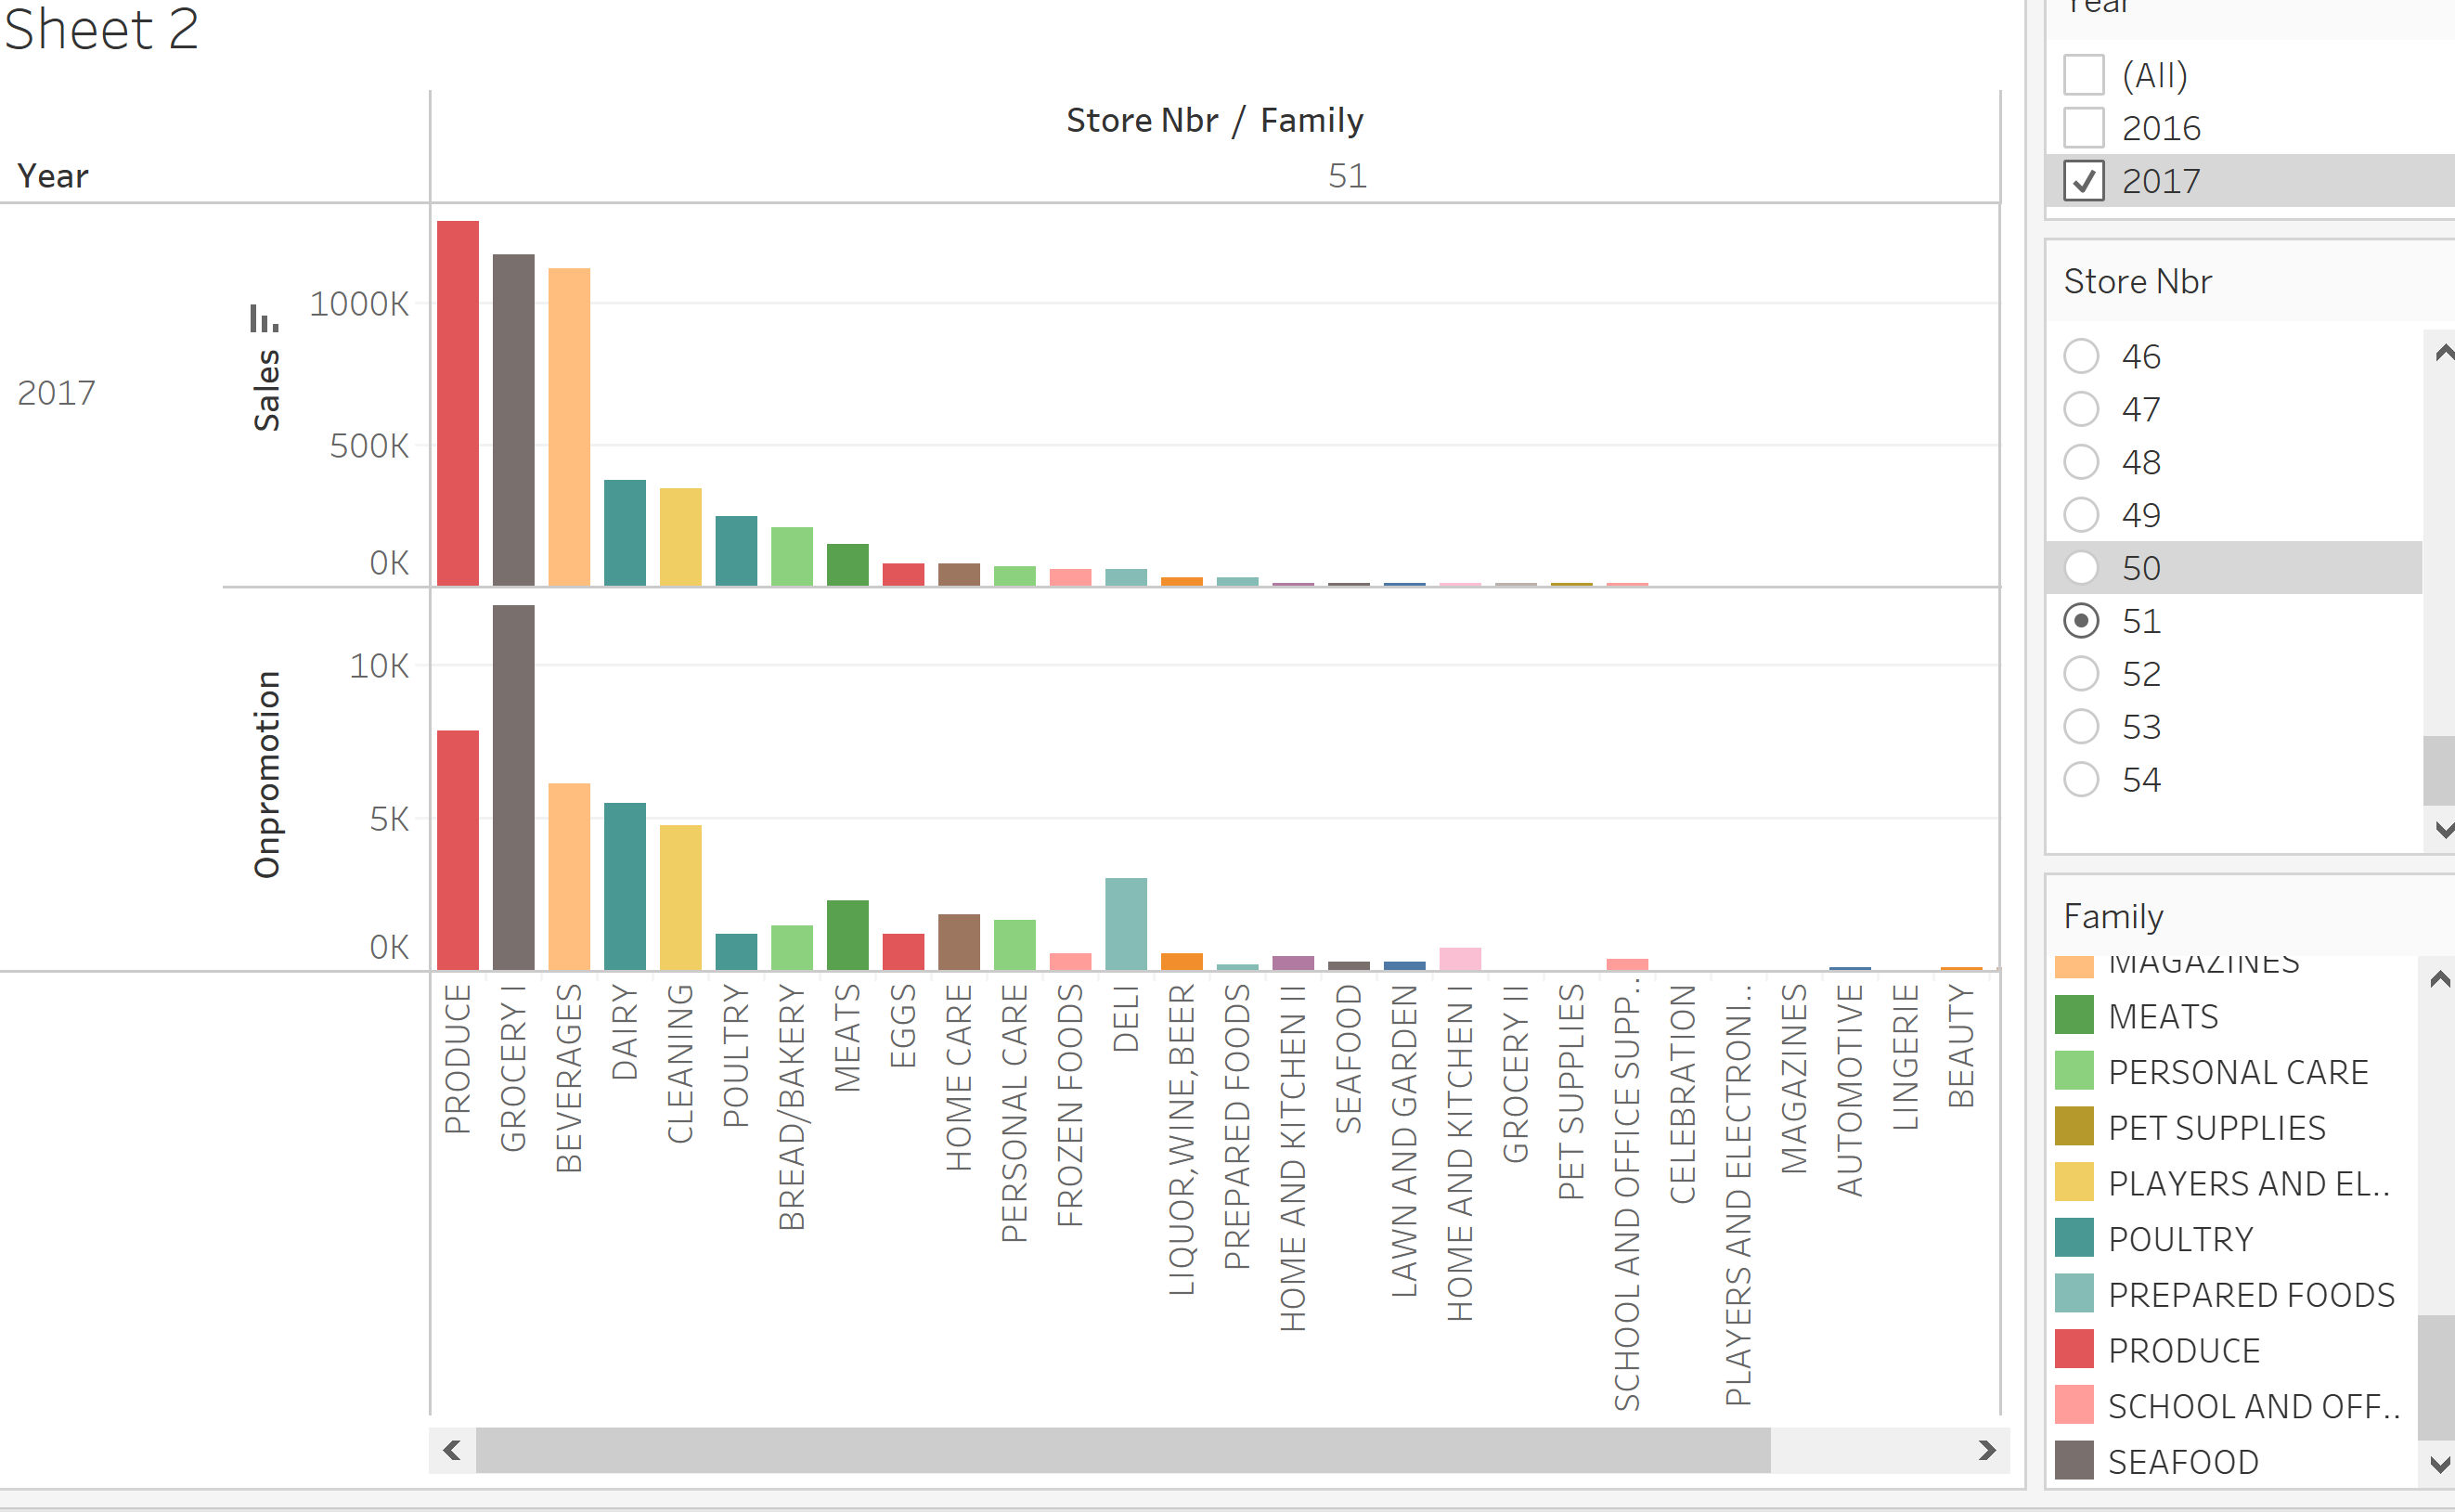 Sheet 2
Store Nbr / Family
Year
51
2017
Sales
1000K
500K
0K
Onpromotion
10K
5K
0K
PRODUCE
GROCERY I
BEVERAGES
DAIRY
CLEANING
POULTRY
BREAD/BAKERY
MEATS
EGGS
HOME CARE
PERSONAL CARE
FROZEN FOODS
DELI
LIQUOR,WINE,BEER
PREPARED FOODS
HOME AND KITCHEN II
SEAFOOD
LAWN AND GARDEN
HOME AND KITCHEN I
GROCERY II
PET SUPPLIES
SCHOOL AND OFFICE SUPP..
CELEBRATION
PLAYERS AND ELECTRONI..
MAGAZINES
AUTOMOTIVE
LINGERIE
BEAUTY
Year
(All)
2016
2017
Store Nbr
46
47
48
49
50
51
52
53
54
Family
MAGAZINES
MEATS
PERSONAL CARE
PET SUPPLIES
PLAYERS AND EL..
POULTRY
PREPARED FOODS
PRODUCE
SCHOOL AND OFF..
SEAFOOD